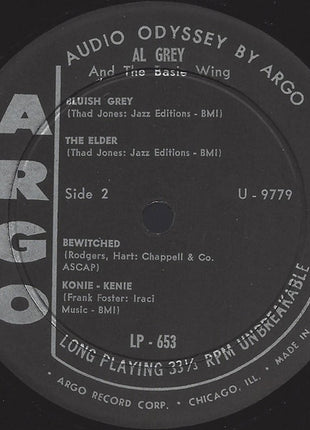 AUDIO ODYSSEY BY ARGO
AL GREY
And The Basie Wing
ARGO
BLUISH GREY
(Thad Jones: Jazz Editions - BMI)
THE ELDER
(Thad Jones: Jazz Editions - BMI)
Side 2
U - 9779
BEWITCHED
(Rodgers, Hart: Chappell & Co.
ASCAP)
KONIE - KENIE
(Frank Foster: Iraci
Music - BMI)
LP - 653
LONG PLAYING 33⅓ RPM UNBREAKABLE
• ARGO RECORD CORP. • CHICAGO, ILL. • MADE IN